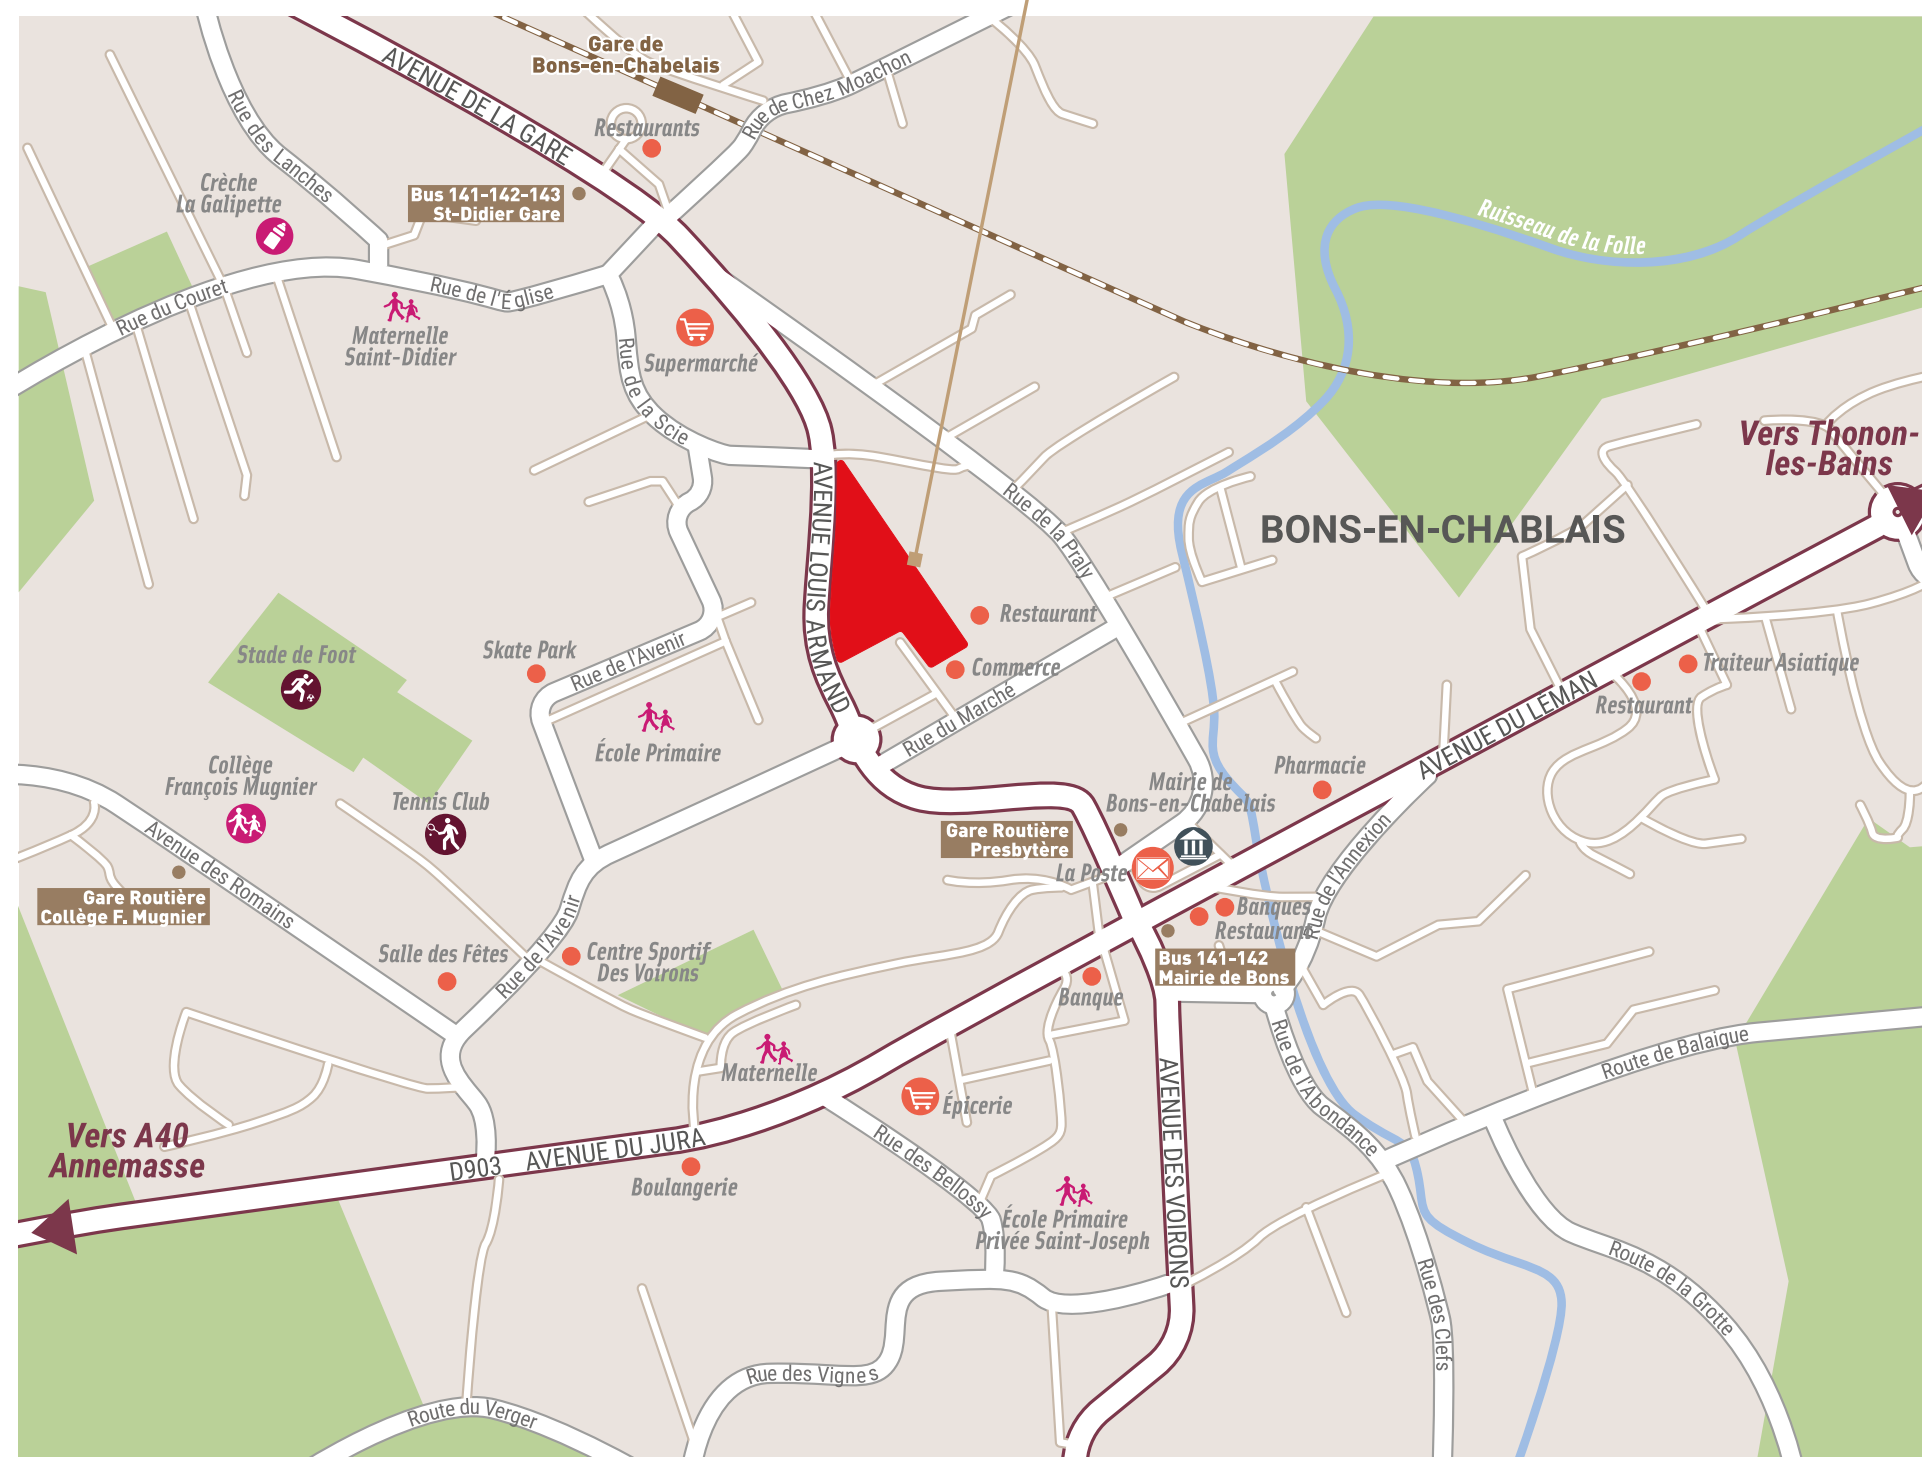 Gare de
Bons-en-Chabelais
AVENUE DE LA GARE
Rue de Chez Moachon
Rue des Lanches
Restaurants
Crèche
La Galipette
Bus 141-142-143
St-Didier Gare
Ruisseau de la Folle
Rue du Couret
Rue de l'Église
Maternelle
Saint-Didier
Supermarché
Rue de la Scie
Vers Thonon-
les-Bains
AVENUE LOUIS ARMAND
Rue de la Praly
BONS-EN-CHABLAIS
Restaurant
Commerce
Skate Park
Rue de l'Avenir
Stade de Foot
Traiteur Asiatique
Restaurant
AVENUE DU LEMAN
Rue du Marché
École Primaire
Collège
François Mugnier
Tennis Club
Pharmacie
Mairie de
Bons-en-Chabelais
Gare Routière
Presbytère
La Poste
Avenue des Romains
Gare Routière
Collège F. Mugnier
Rue de l'Annexion
Banques
Restaurant
Rue de l'Avenir
Salle des Fêtes
Centre Sportif
Des Voirons
Bus 141-142
Mairie de Bons
Banque
Rue de l'Abondance
Route de Balaigue
Maternelle
Épicerie
AVENUE DES VOIRONS
Vers A40
Annemasse
D903
AVENUE DU JURA
Boulangerie
Rue des Bellossy
École Primaire
Privée Saint-Joseph
Rue des Clefs
Route de la Grotte
Rue des Vignes
Route du Verger